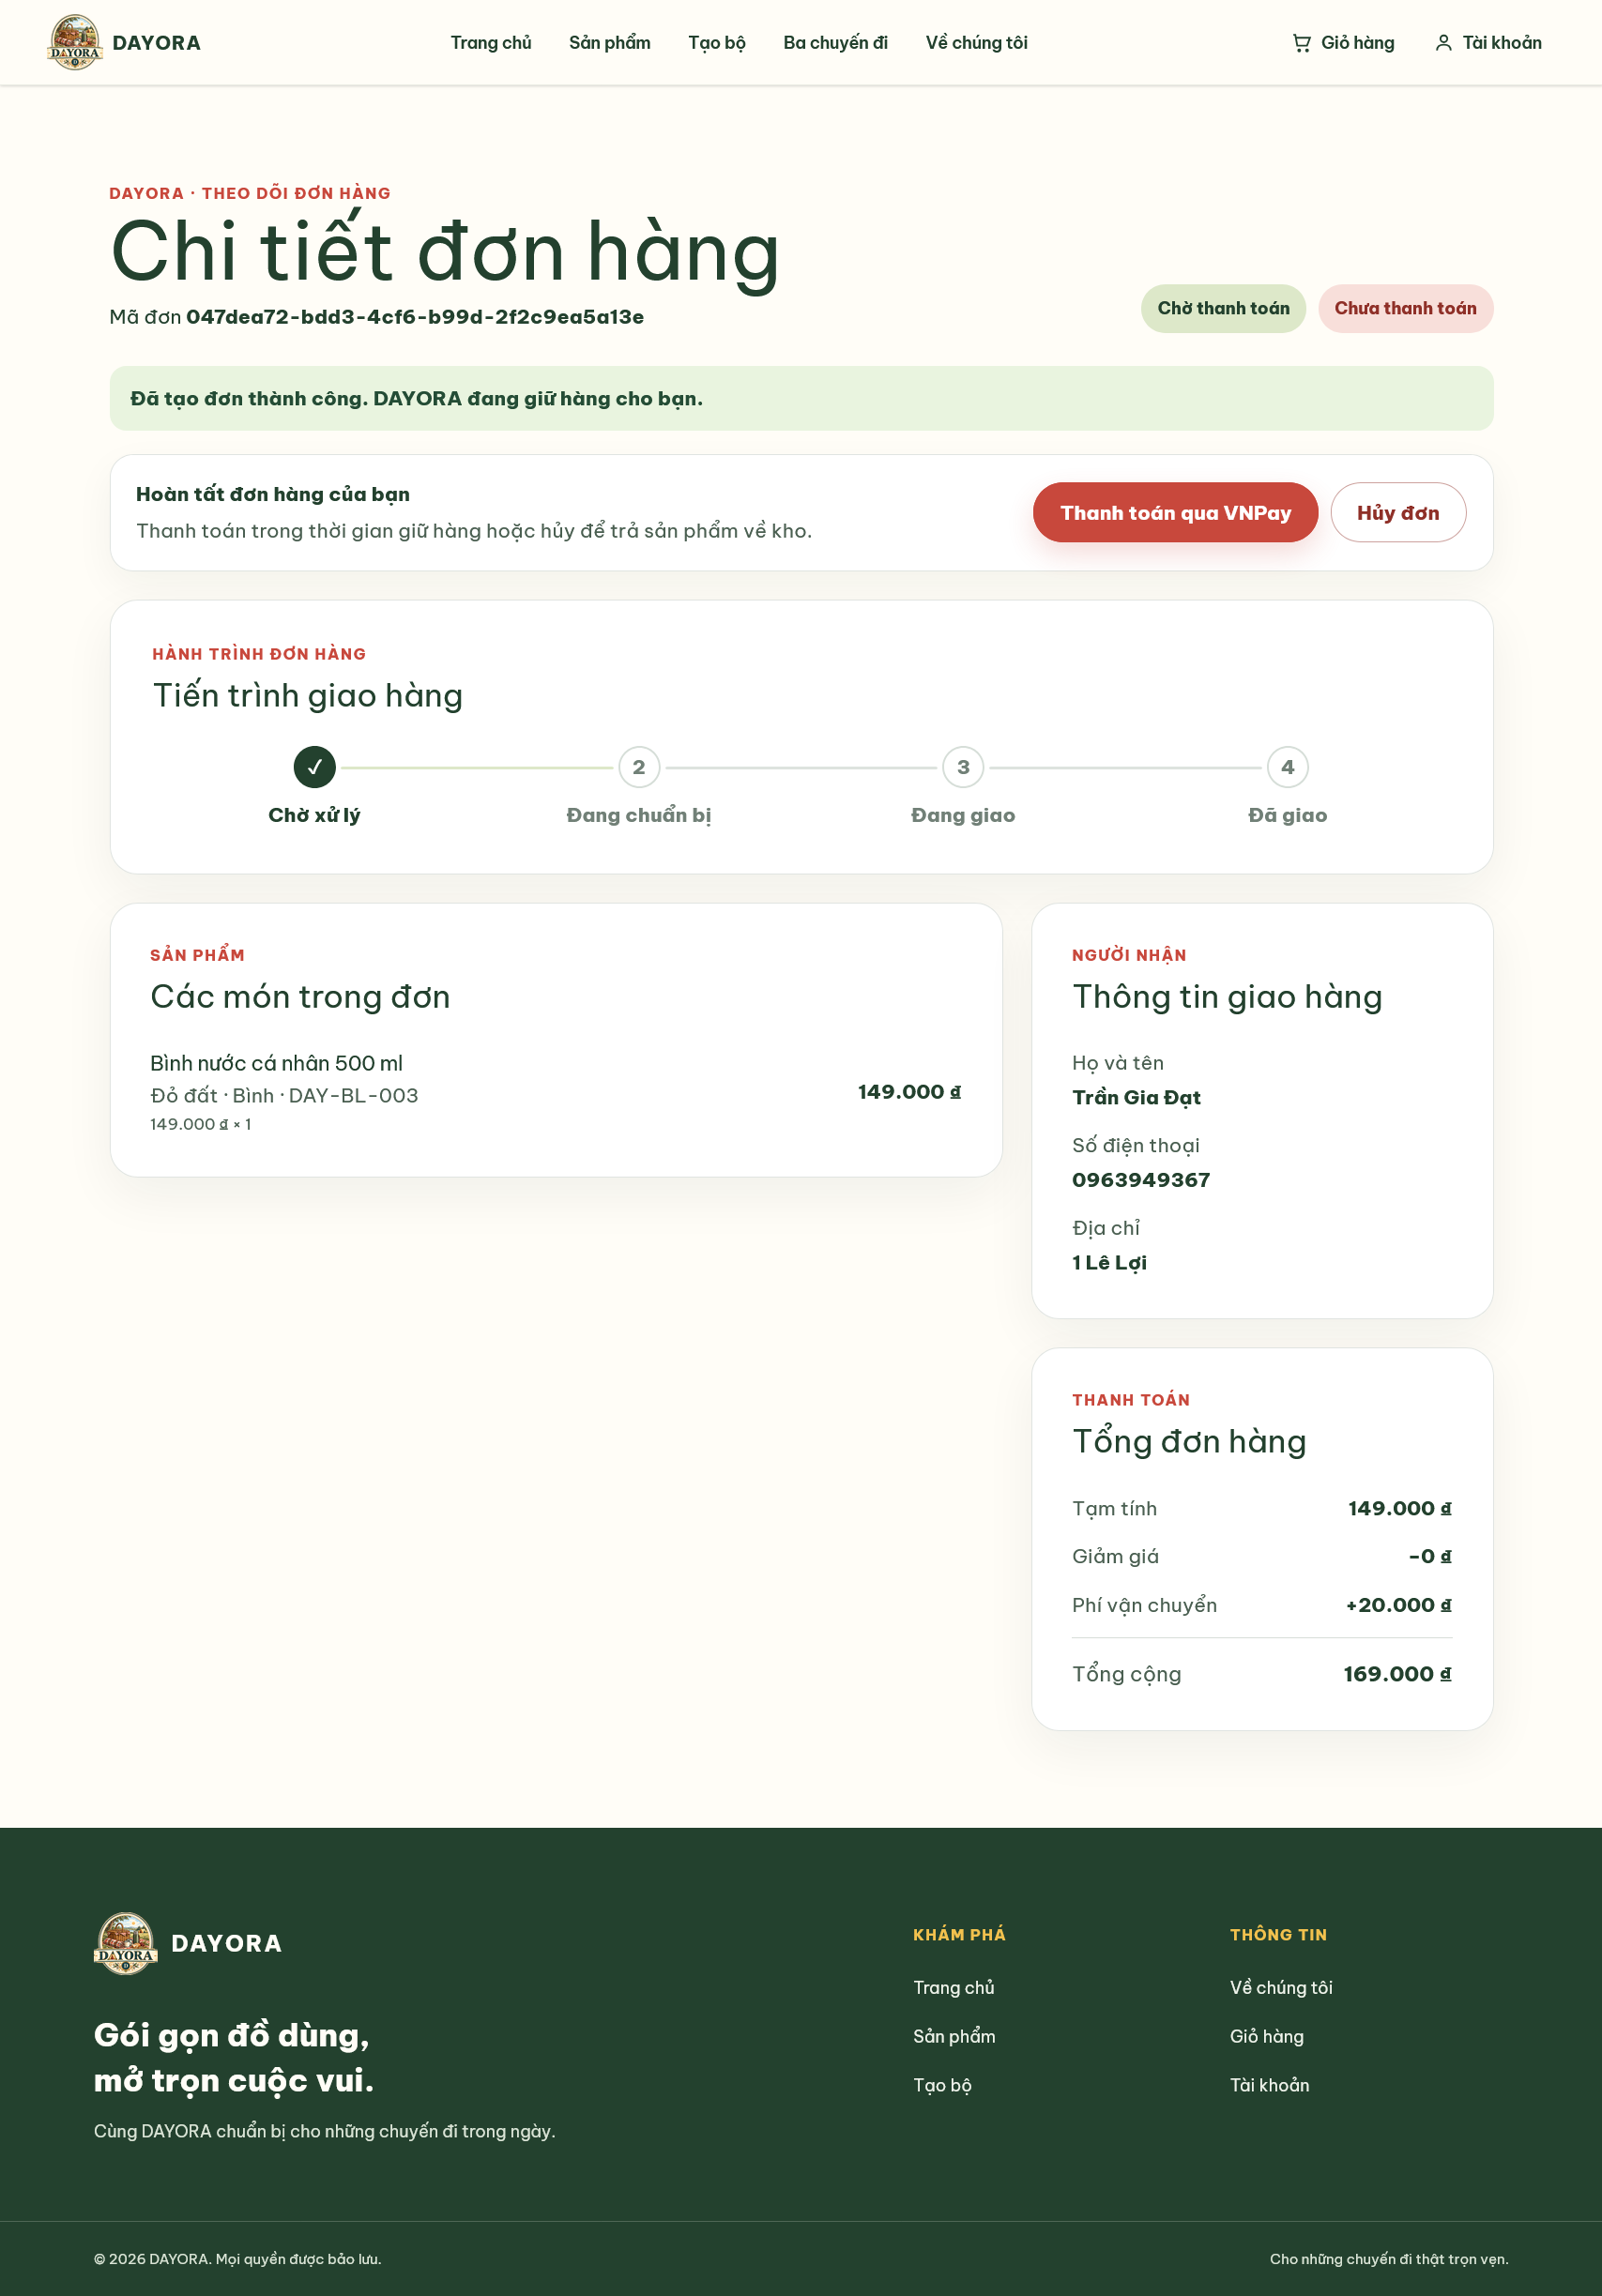 DAYORA
DAYORA
Trang chủ
Sản phẩm
Tạo bộ
Ba chuyến đi
Về chúng tôi
Giỏ hàng
Tài khoản
DAYORA · THEO DÕI ĐƠN HÀNG
Chi tiết đơn hàng
Mã đơn 047dea72-bdd3-4cf6-b99d-2f2c9ea5a13e
Chờ thanh toán
Chưa thanh toán
Đã tạo đơn thành công. DAYORA đang giữ hàng cho bạn.
Hoàn tất đơn hàng của bạn
Thanh toán trong thời gian giữ hàng hoặc hủy để trả sản phẩm về kho.
Thanh toán qua VNPay
Hủy đơn
HÀNH TRÌNH ĐƠN HÀNG
Tiến trình giao hàng
✓
2
3
4
Chờ xử lý
Đang chuẩn bị
Đang giao
Đã giao
SẢN PHẨM
Các món trong đơn
Bình nước cá nhân 500 ml
Đỏ đất · Bình · DAY-BL-003
149.000 ₫ × 1
149.000 ₫
NGƯỜI NHẬN
Thông tin giao hàng
Họ và tên
Trần Gia Đạt
Số điện thoại
0963949367
Địa chỉ
1 Lê Lợi
THANH TOÁN
Tổng đơn hàng
Tạm tính 149.000 ₫
Giảm giá −0 ₫
Phí vận chuyển +20.000 ₫
Tổng cộng 169.000 ₫
DAYORA
DAYORA
Gói gọn đồ dùng,
mở trọn cuộc vui.
Cùng DAYORA chuẩn bị cho những chuyến đi trong ngày.
KHÁM PHÁ
Trang chủ
Sản phẩm
Tạo bộ
THÔNG TIN
Về chúng tôi
Giỏ hàng
Tài khoản
© 2026 DAYORA. Mọi quyền được bảo lưu.
Cho những chuyến đi thật trọn vẹn.